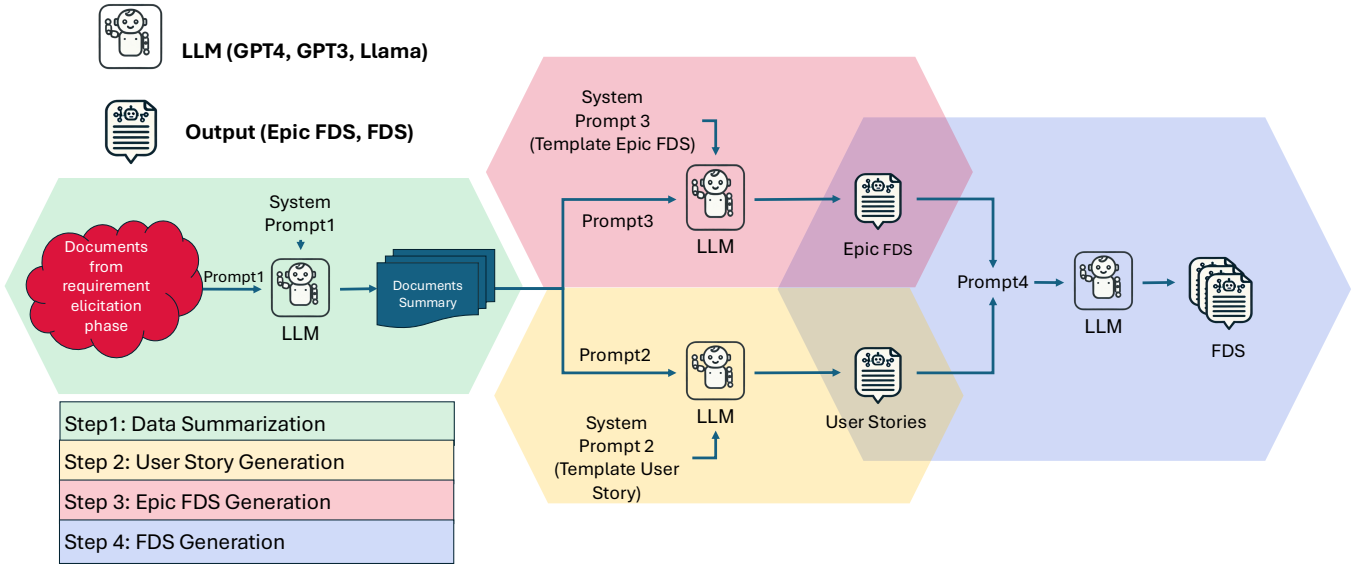 LLM (GPT4, GPT3, Llama)
Output (Epic FDS, FDS)
Documents
from
requirement
elicitation
phase
Prompt1
System
Prompt1
LLM
Documents
Summary
System
Prompt 3
(Template Epic FDS)
Prompt3
LLM
Epic FDS
Prompt2
LLM
System
Prompt 2
(Template User
Story)
User Stories
Prompt4
LLM
FDS
Step1: Data Summarization
Step 2: User Story Generation
Step 3: Epic FDS Generation
Step 4: FDS Generation